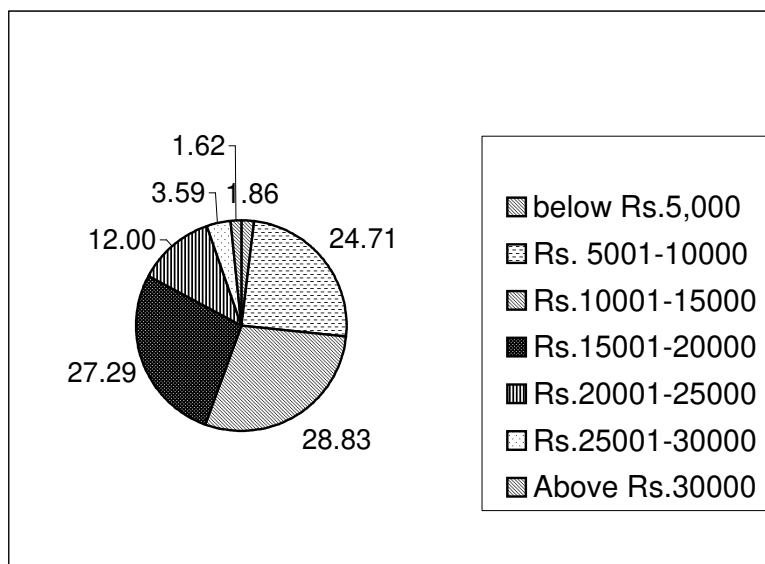 1.62
3.59
1.86
12.00
24.71
27.29
28.83
below Rs.5,000
Rs. 5001-10000
Rs.10001-15000
Rs.15001-20000
Rs.20001-25000
Rs.25001-30000
Above Rs.30000